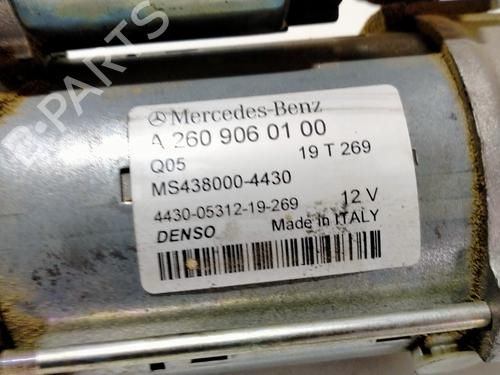 Mercedes-Benz
A 260 906 01 00
Q05 19 T 269
MS438000-4430
4430-05312-19-269 12 V
DENSO Made in ITALY
B-PARTS